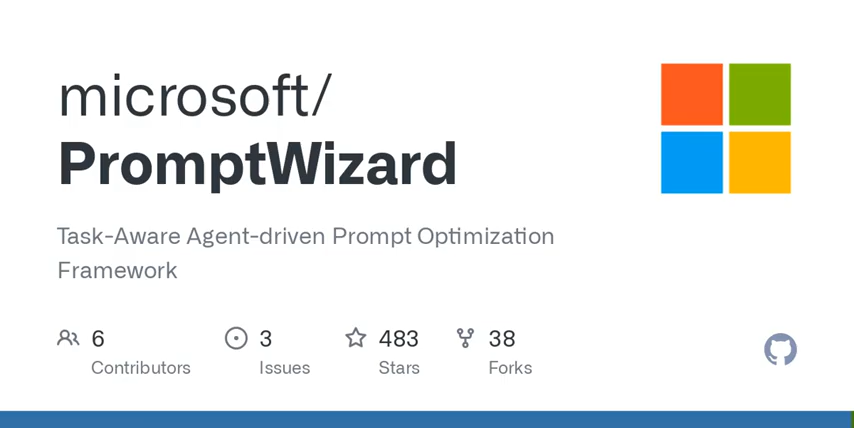 microsoft/
PromptWizard
Task-Aware Agent-driven Prompt Optimization
Framework
6 3 483 38
Contributors Issues Stars Forks